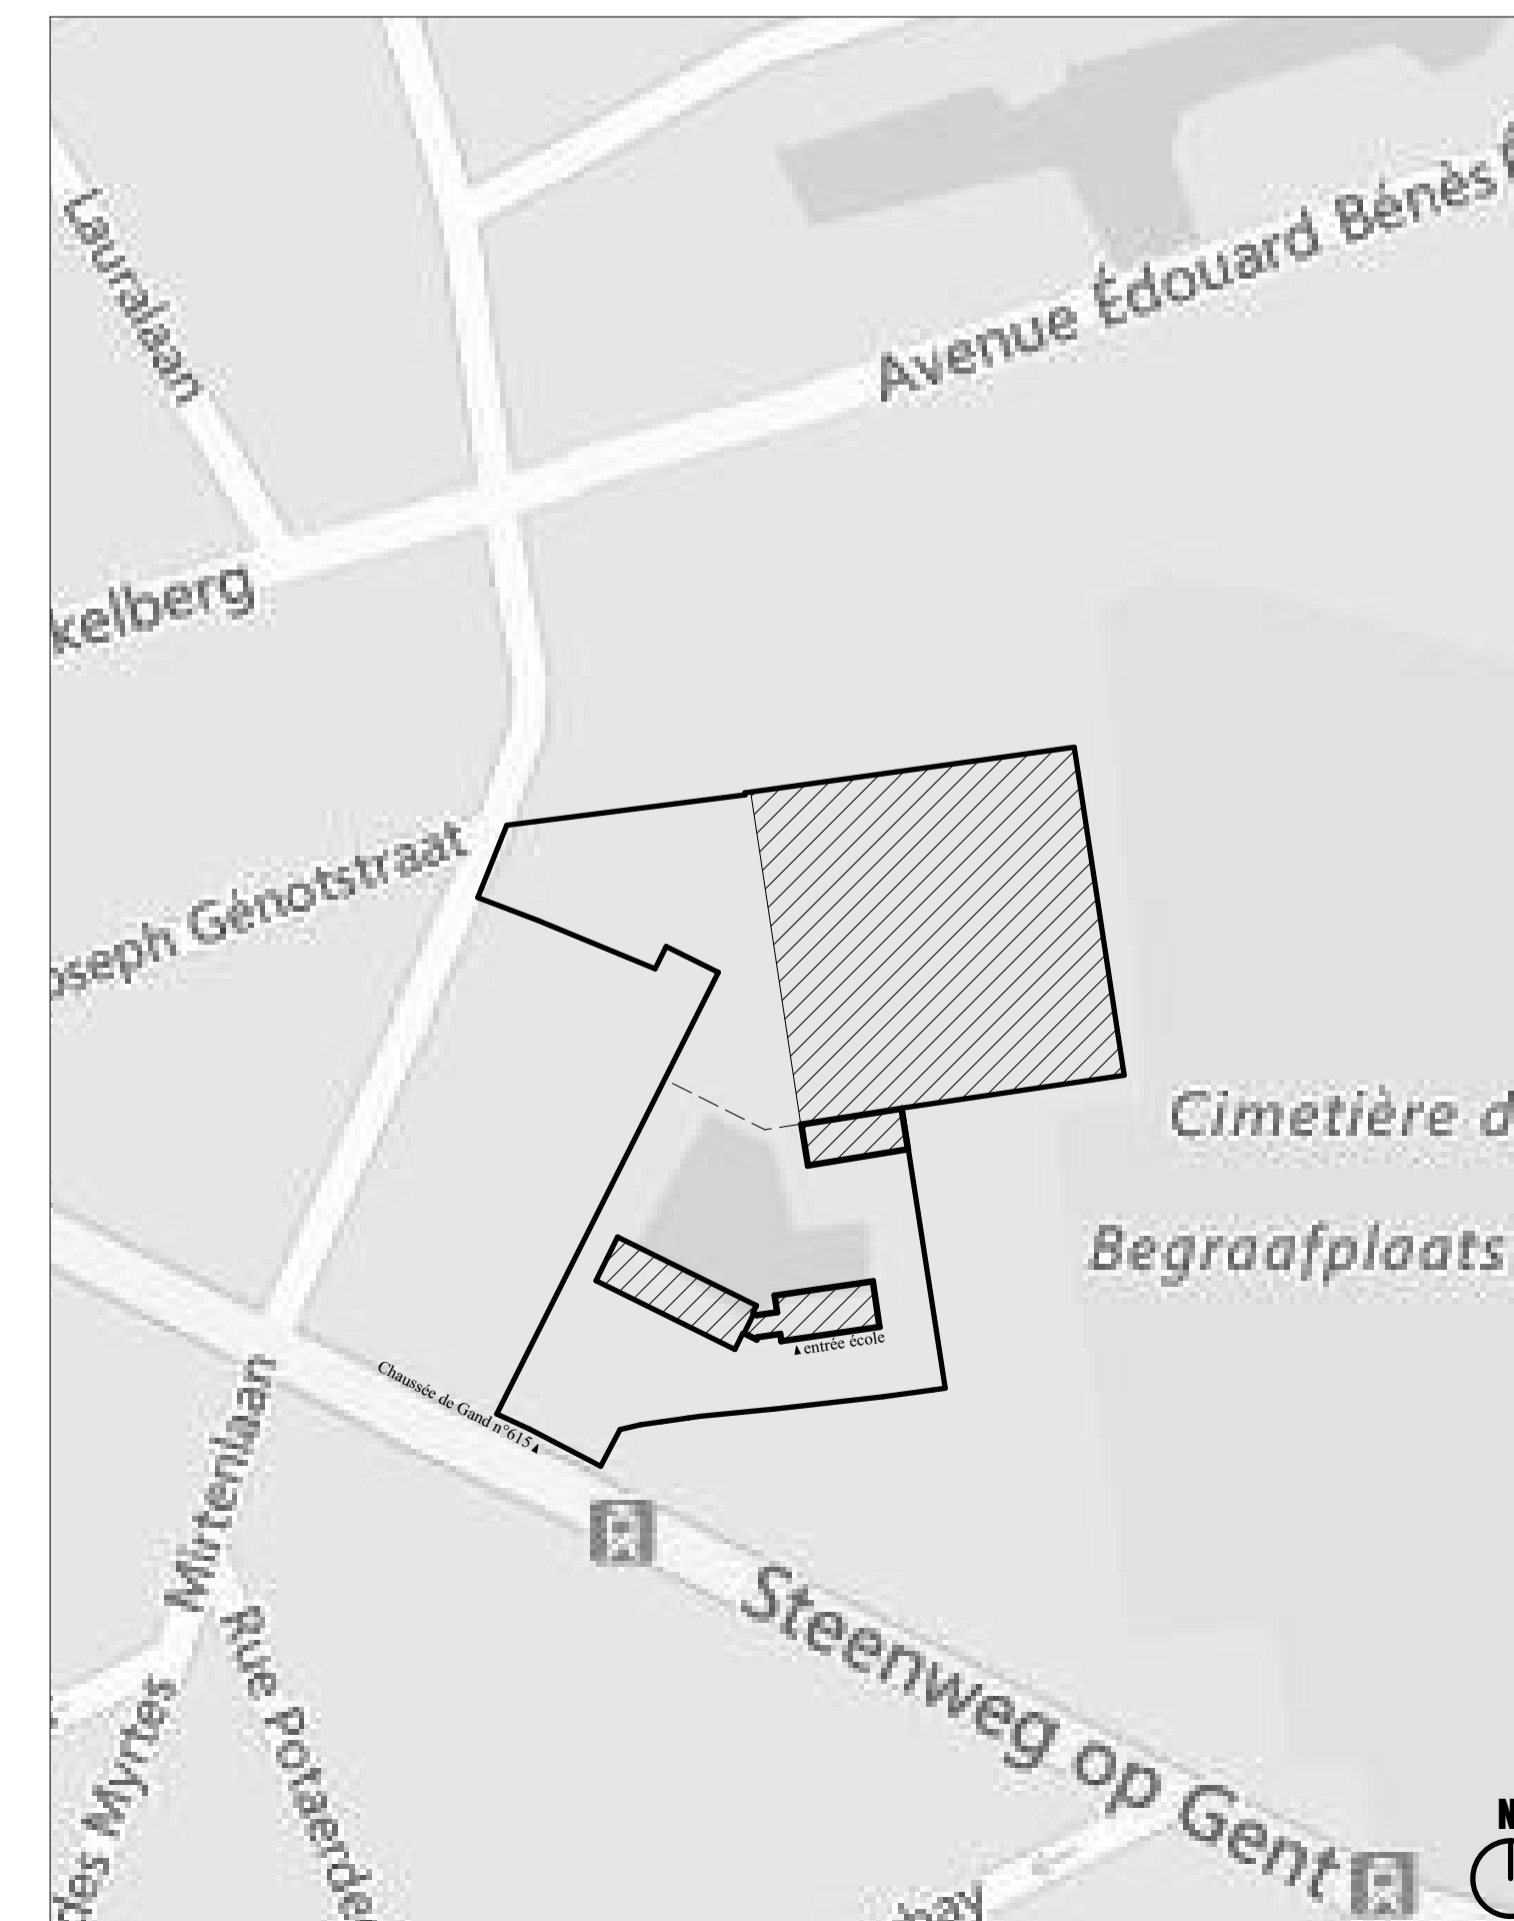 Lauralaan
Avenue Édouard Bénès
kelberg
oseph Génotstraat
Cimetière d
Begraafplaats
entrée école
Chaussée de Gand n°615
Mirtenlaan
Steenweg op Gent
Rue Potaerde
des Myrtes
bay
N